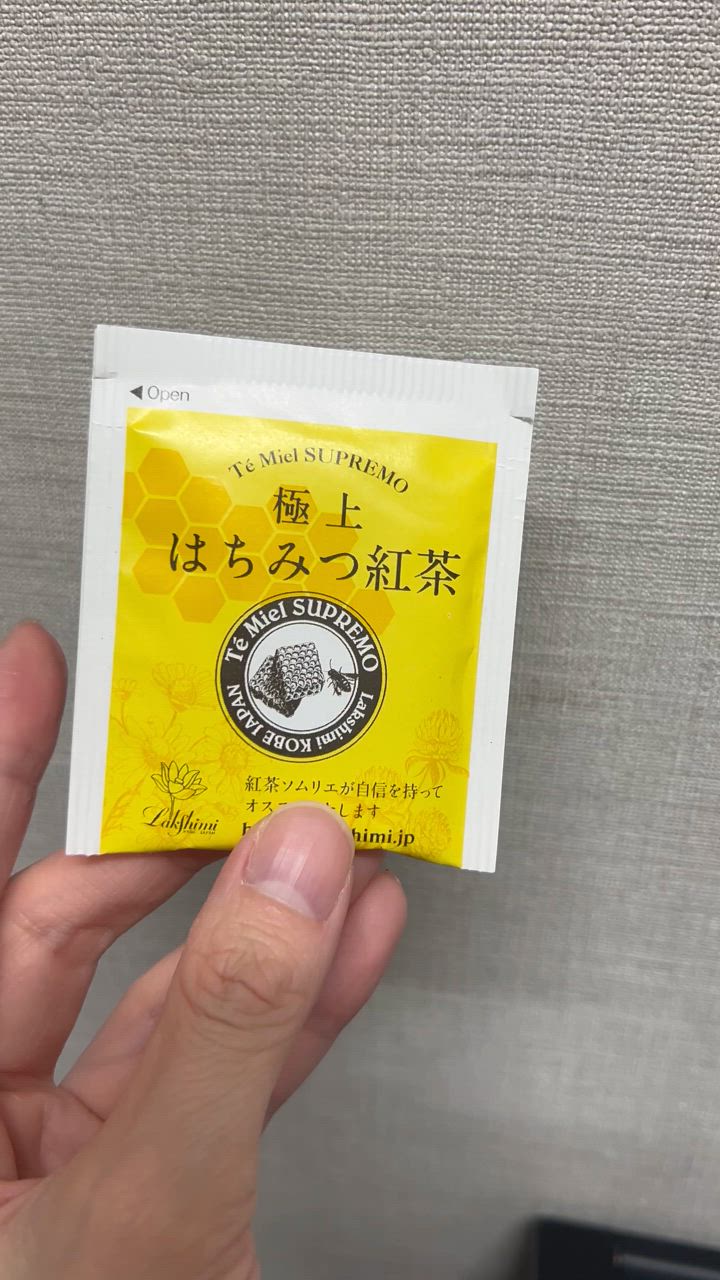 ◀ Open
Té Miel SUPREMO
極上
はちみつ紅茶
Té Miel SUPREMO
Lakshimi KOBE JAPAN
紅茶ソムリエが自信を持って
オス
します
Lakshimi
himi.jp